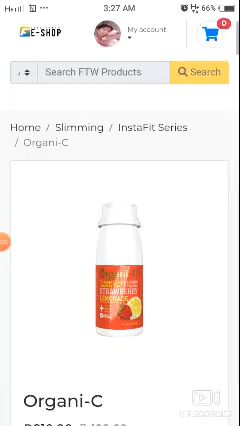 3:27 AM
66%
E-SHOP
My account
0
Search FTW Products
Search
Home / Slimming / InstaFit Series
/ Organi-C
Organi-C
STRAWBERRY
LEMONADE
Organi-C